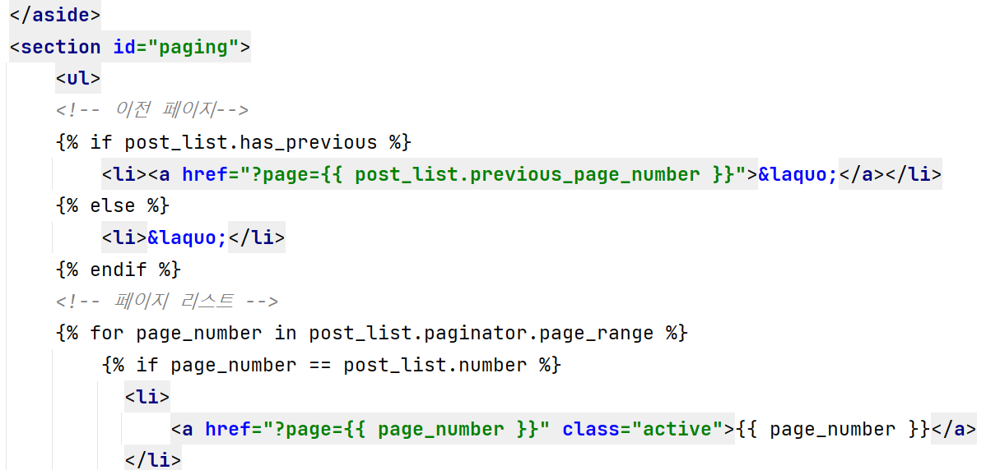 </aside>
<section id="paging">
<ul>
<!-- 이전 페이지-->
{% if post_list.has_previous %}
<li><a href="?page={{ post_list.previous_page_number }}">&laquo;</a></li>
{% else %}
<li>&laquo;</li>
{% endif %}
<!-- 페이지 리스트 -->
{% for page_number in post_list.paginator.page_range %}
{% if page_number == post_list.number %}
<li>
<a href="?page={{ page_number }}" class="active">{{ page_number }}</a>
</li>